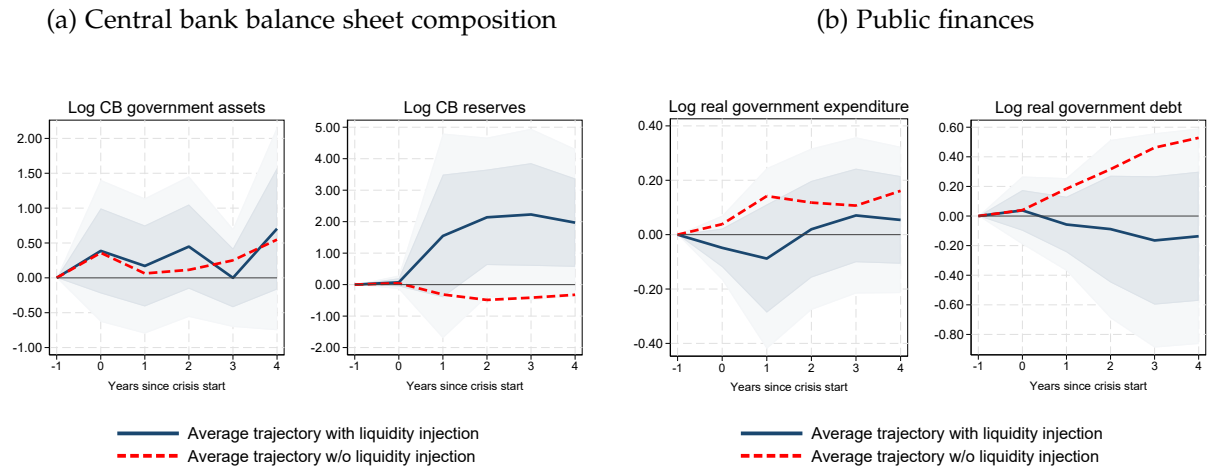 (a) Central bank balance sheet composition
(b) Public finances
Log CB government assets
2.00
1.50
1.00
0.50
0.00
-0.50
-1.00
-1 0 1 2 3 4
Years since crisis start
Log CB reserves
5.00
4.00
3.00
2.00
1.00
0.00
-1.00
-2.00
-1 0 1 2 3 4
Years since crisis start
Log real government expenditure
0.40
0.20
0.00
-0.20
-0.40
-1 0 1 2 3 4
Years since crisis start
Log real government debt
0.60
0.40
0.20
0.00
-0.20
-0.40
-0.60
-0.80
-1 0 1 2 3 4
Years since crisis start
Average trajectory with liquidity injection
Average trajectory w/o liquidity injection
Average trajectory with liquidity injection
Average trajectory w/o liquidity injection